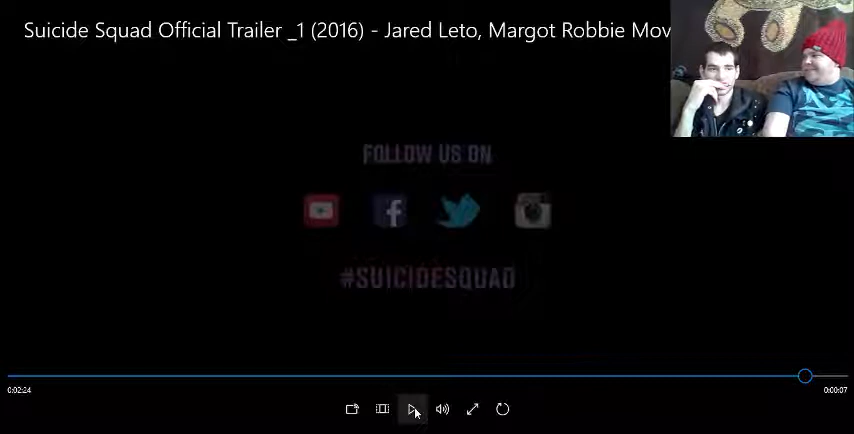 Suicide Squad Official Trailer _1 (2016) - Jared Leto, Margot Robbie Mov
FOLLOW US ON
#SUICIDESQUAD
0:02:24
0:00:07